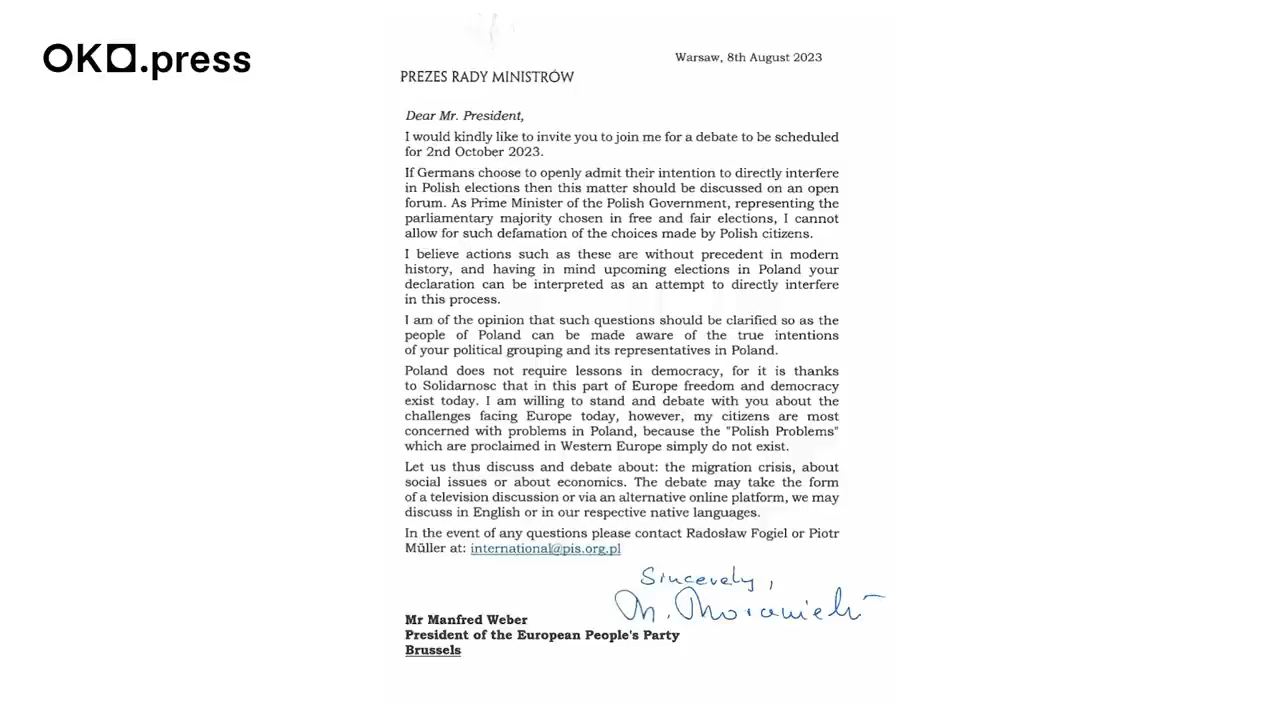 OKO.press
Warsaw, 8th August 2023
PREZES RADY MINISTRÓW
Dear Mr. President,
I would kindly like to invite you to join me for a debate to be scheduled
for 2nd October 2023.
If Germans choose to openly admit their intention to directly interfere
in Polish elections then this matter should be discussed on an open
forum. As Prime Minister of the Polish Government, representing the
parliamentary majority chosen in free and fair elections, I cannot
allow for such defamation of the choices made by Polish citizens.
I believe actions such as these are without precedent in modern
history, and having in mind upcoming elections in Poland your
declaration can be interpreted as an attempt to directly interfere
in this process.
I am of the opinion that such questions should be clarified so as the
people of Poland can be made aware of the true intentions
of your political grouping and its representatives in Poland.
Poland does not require lessons in democracy, for it is thanks
to Solidarnosc that in this part of Europe freedom and democracy
exist today. I am willing to stand and debate with you about the
challenges facing Europe today, however, my citizens are most
concerned with problems in Poland, because the "Polish Problems"
which are proclaimed in Western Europe simply do not exist.
Let us thus discuss and debate about: the migration crisis, about
social issues or about economics. The debate may take the form
of a television discussion or via an alternative online platform, we may
discuss in English or in our respective native languages.
In the event of any questions please contact Radosław Fogiel or Piotr
Müller at: international@pis.org.pl
Sincerely,
M. Morawiecki
Mr Manfred Weber
President of the European People's Party
Brussels